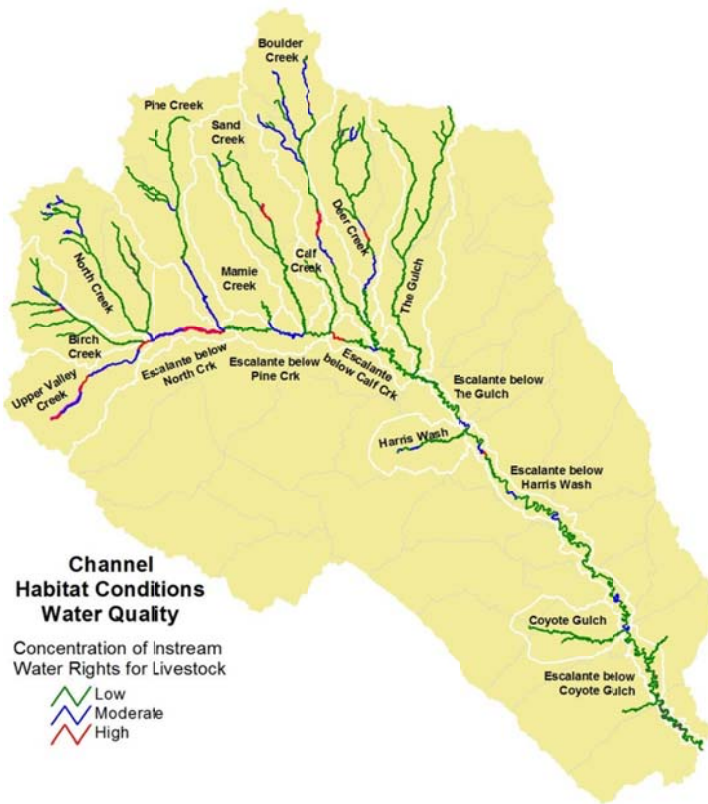 Boulder
Creek
Pine Creek
Sand
Creek
Deer Creek
Calf
Creek
The Gulch
North Creek
Mamie
Creek
Birch
Creek
Upper Valley
Creek
Escalante below
North Crk
Escalante below
Pine Crk
Escalante
below Calf Crk
Escalante below
The Gulch
Harris Wash
Escalante below
Harris Wash
Coyote Gulch
Escalante below
Coyote Gulch
Channel
Habitat Conditions
Water Quality
Concentration of Instream
Water Rights for Livestock
Low
Moderate
High